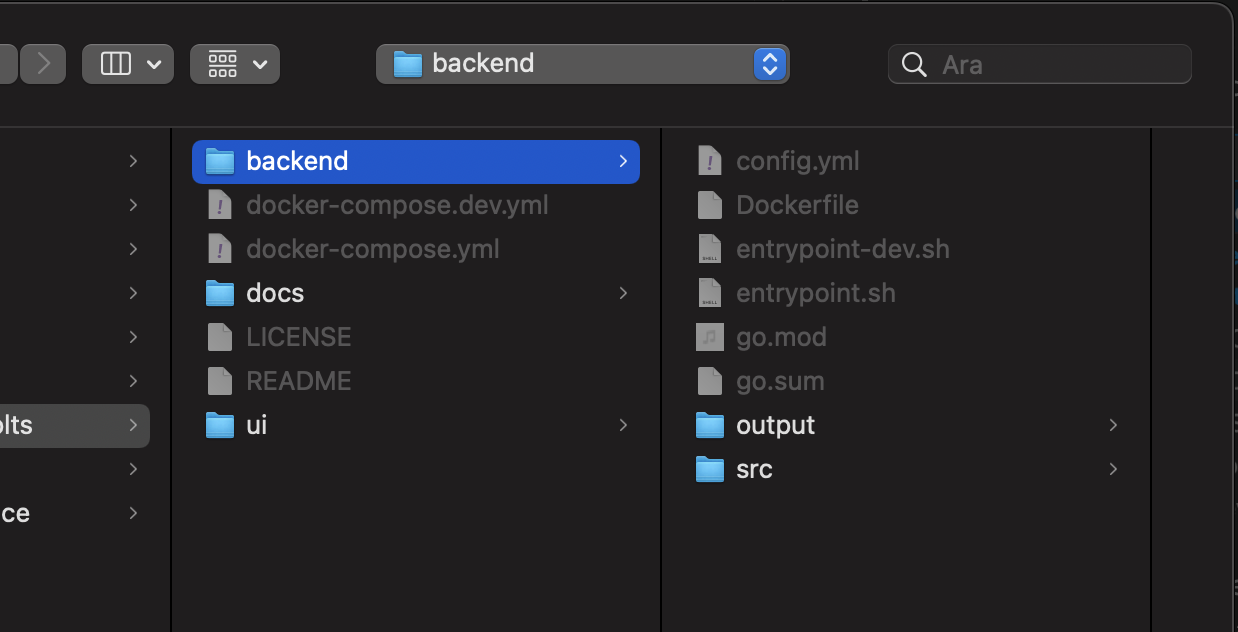 backend
Ara
olts
ce
backend
docker-compose.dev.yml
docker-compose.yml
docs
LICENSE
README
ui
config.yml
Dockerfile
entrypoint-dev.sh
entrypoint.sh
go.mod
go.sum
output
src